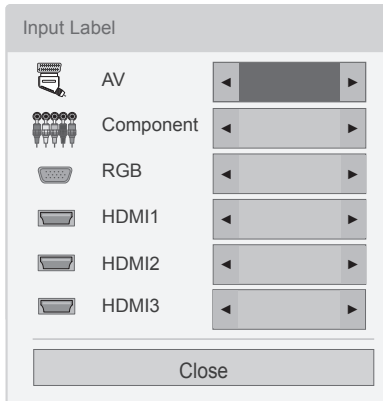 Input Label
AV
Component
RGB
HDMI1
HDMI2
HDMI3
Close